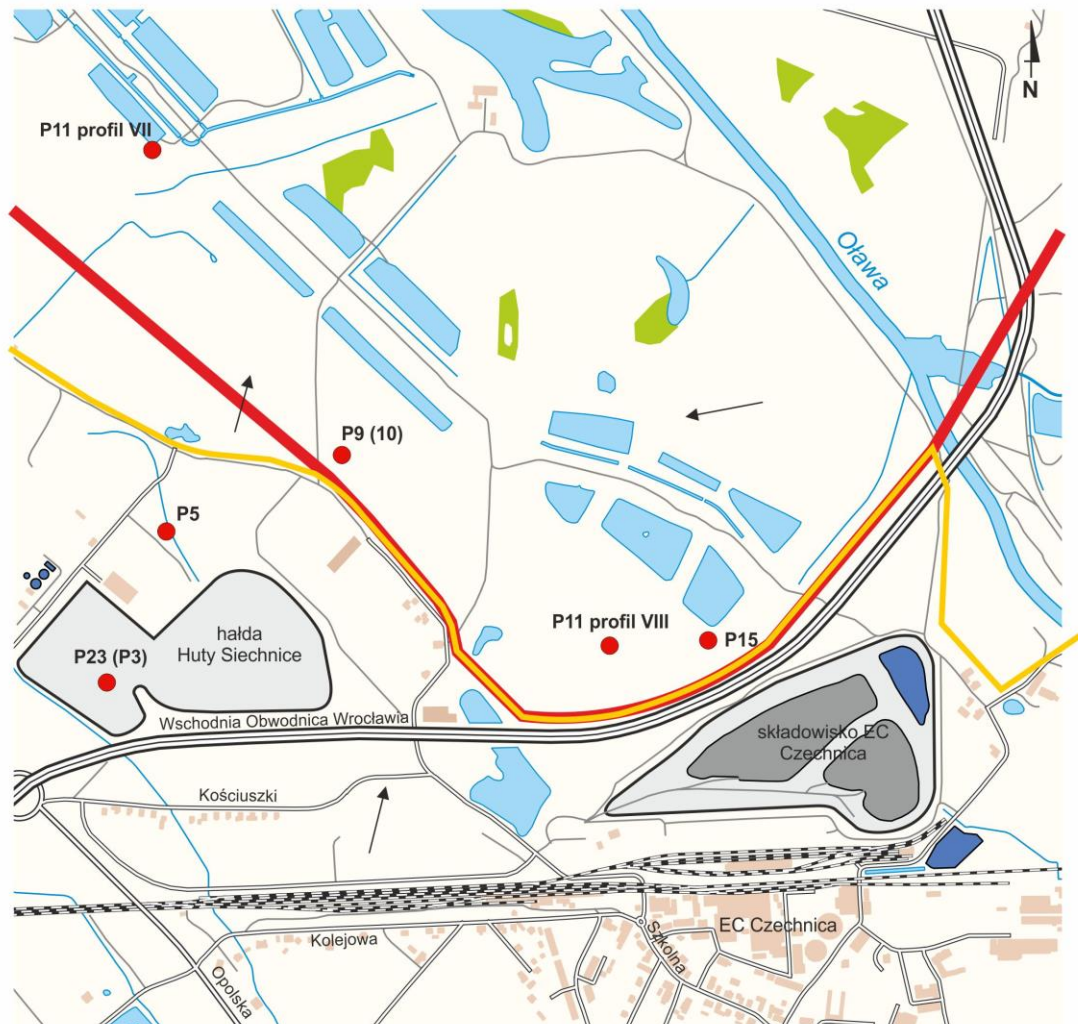 N
P11 profil VII
Oława
P9 (10)
P5
hałda
Huty Siechnice
P23 (P3)
P11 profil VIII
P15
Wschodnia Obwodnica Wrocławia
składowisko EC
Czechnica
Kościuszki
EC Czechnica
Kolejowa
Szkolna
Opolska